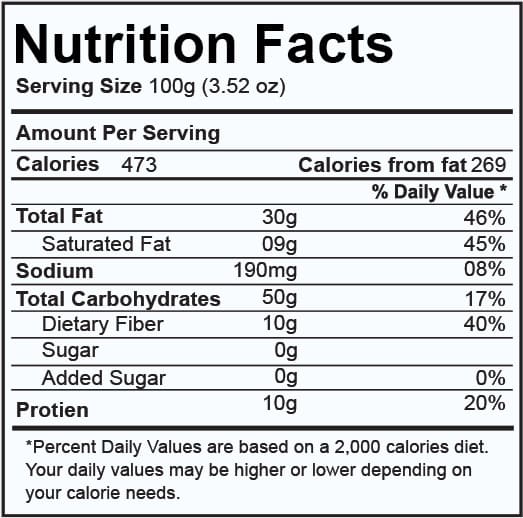 Nutrition Facts
Serving Size 100g (3.52 oz)
Amount Per Serving
Calories 473 Calories from fat 269
% Daily Value *
Total Fat 30g 46%
Saturated Fat 09g 45%
Sodium 190mg 08%
Total Carbohydrates 50g 17%
Dietary Fiber 10g 40%
Sugar 0g
Added Sugar 0g 0%
Protien 10g 20%
*Percent Daily Values are based on a 2,000 calories diet.
Your daily values may be higher or lower depending on
your calorie needs.